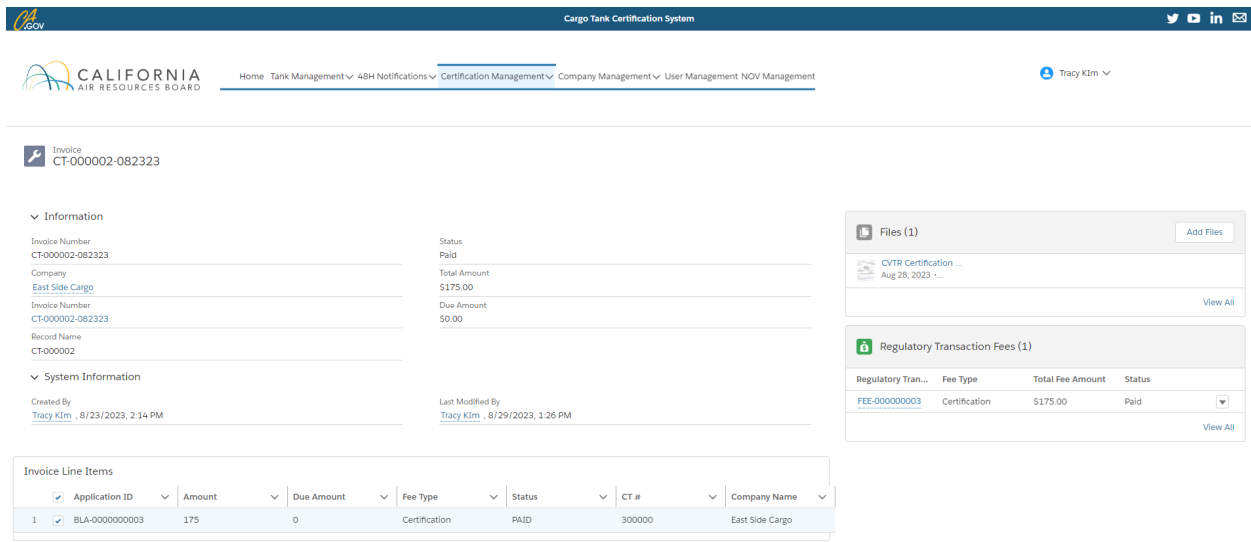 CA
.GOV
Cargo Tank Certification System
CALIFORNIA
AIR RESOURCES BOARD
Home Tank Management 48H Notifications Certification Management Company Management User Management NOV Management
Tracy KIm
Invoice
CT-000002-082323
Information
Invoice Number
CT-000002-082323
Status
Paid
Company
East Side Cargo
Total Amount
$175.00
Invoice Number
CT-000002-082323
Due Amount
$0.00
Record Name
CT-000002
System Information
Created By
Tracy KIm , 8/23/2023, 2:14 PM
Last Modified By
Tracy KIm , 8/29/2023, 1:26 PM
Files (1)
Add Files
CVTR Certification ...
Aug 28, 2023 •...
View All
Regulatory Transaction Fees (1)
Regulatory Tran... Fee Type Total Fee Amount Status
FEE-000000003 Certification $175.00 Paid
View All
Invoice Line Items
Application ID Amount Due Amount Fee Type Status CT # Company Name
1 BLA-0000000003 175 0 Certification PAID 300000 East Side Cargo